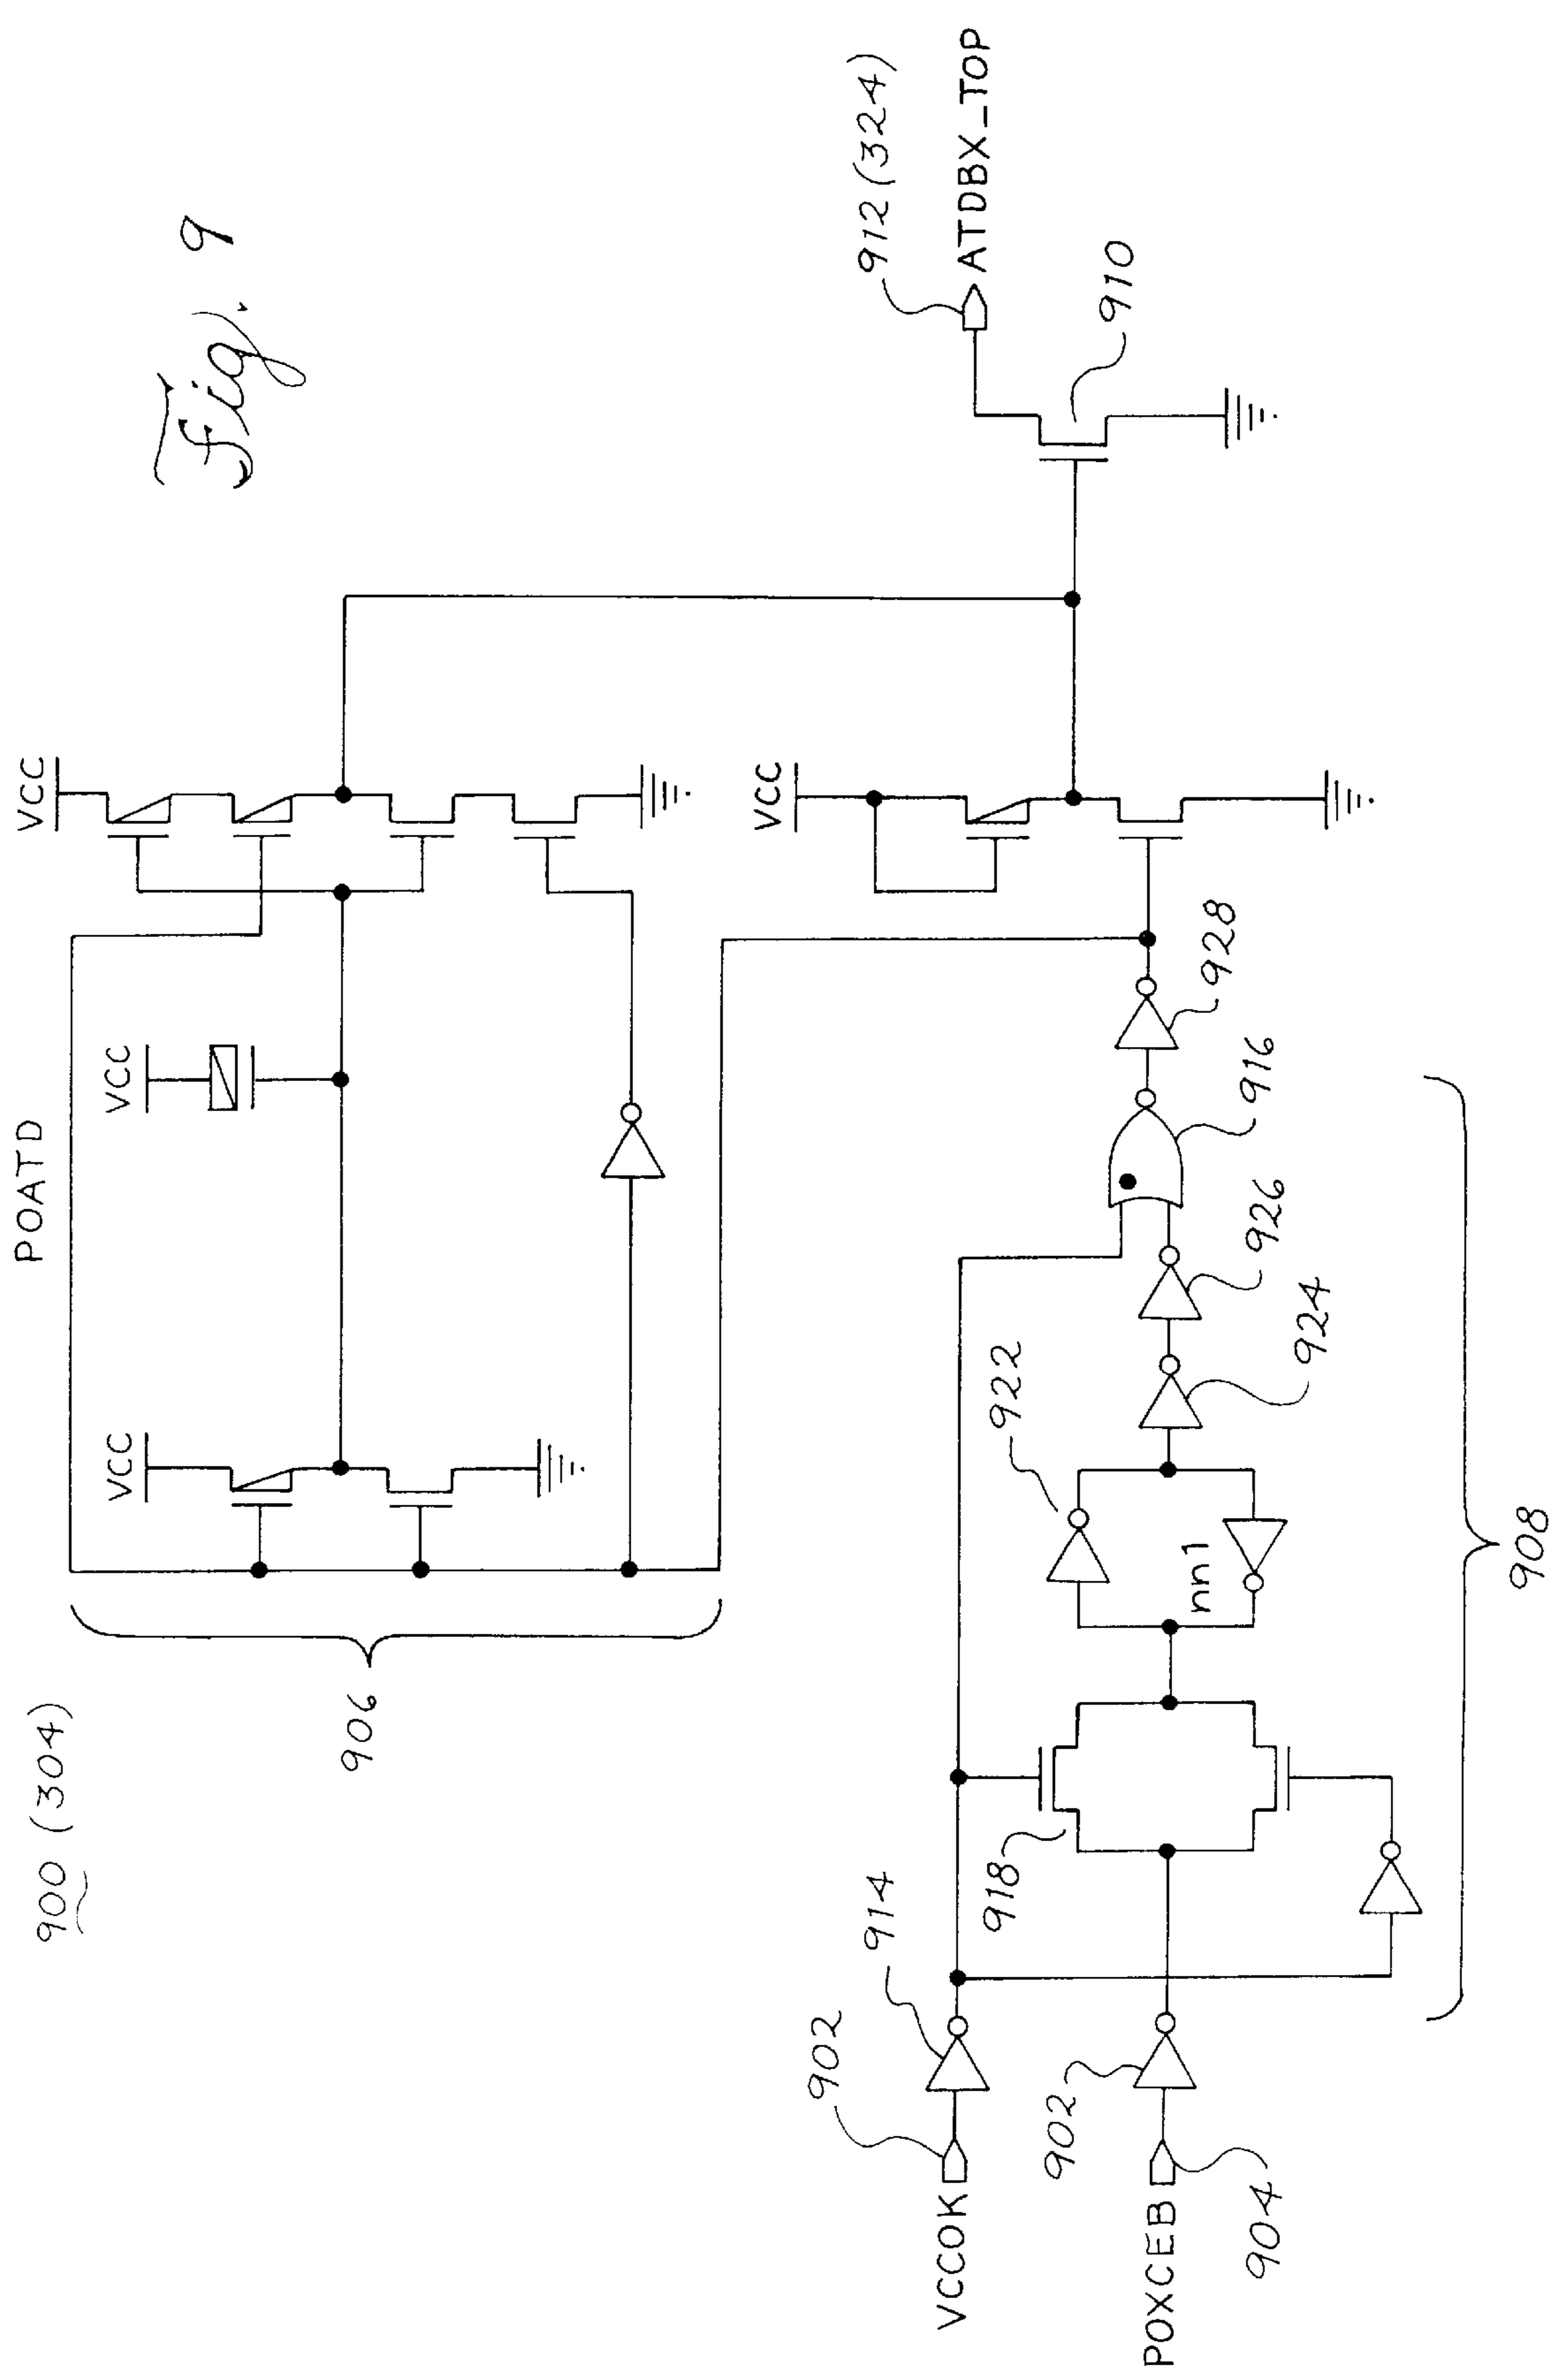 Fig. 9
900 (304)
POATD
VCC
VCC
VCC
906
VCC
912 (324)
ATDBX_TOP
910
VCCOK
902
914
918
922
nn1
924
926
916
928
POXCEB
904
902
908